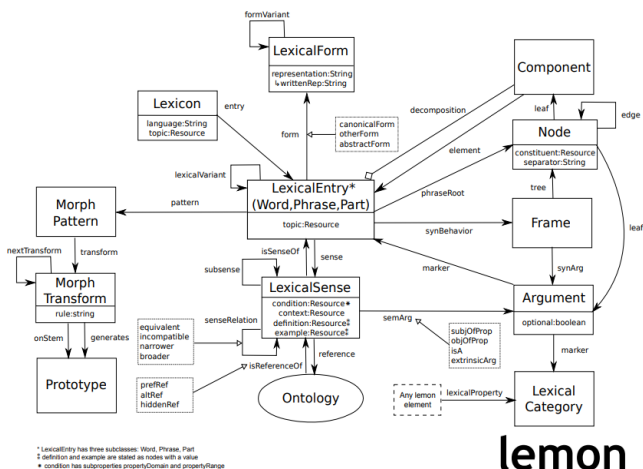 formVariant
LexicalForm
representation:String
↳writtenRep:String
Component
Lexicon
language:String
topic:Resource
entry
form
canonicalForm
otherForm
abstractForm
decomposition
leaf
edge
element
Node
constituent:Resource
separator:String
lexicalVariant
LexicalEntry*
(Word,Phrase,Part)
topic:Resource
phraseRoot
tree
leaf
Morph
Pattern
pattern
synBehavior
Frame
transform
nextTransform
isSenseOf
sense
marker
synArg
Morph
Transform
rule:string
subsense
LexicalSense
condition:Resource*
context:Resource
definition:Resource‡
example:Resource‡
semArg
Argument
optional:boolean
equivalent
incompatible
narrower
broader
senseRelation
subjOfProp
objOfProp
isA
extrinsicArg
onStem
generates
reference
isReferenceOf
marker
Prototype
prefRef
altRef
hiddenRef
Ontology
Any lemon
element
lexicalProperty
Lexical
Category
* LexicalEntry has three subclasses: Word, Phrase, Part
‡ definition and example are stated as nodes with a value
* condition has subproperties propertyDomain and propertyRange
lemon